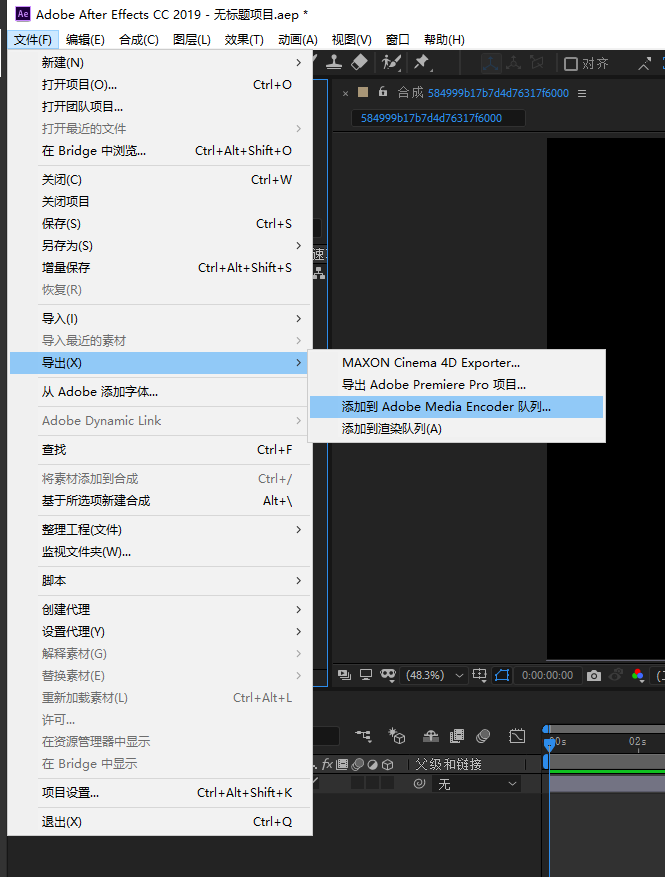 Ae Adobe After Effects CC 2019 - 无标题项目.aep *
文件(F) 编辑(E) 合成(C) 图层(L) 效果(T) 动画(A) 视图(V) 窗口 帮助(H)
新建(N)
打开项目(O)... Ctrl+O
打开团队项目...
打开最近的文件
在 Bridge 中浏览... Ctrl+Alt+Shift+O
关闭(C) Ctrl+W
关闭项目
保存(S) Ctrl+S
另存为(S)
增量保存 Ctrl+Alt+Shift+S
恢复(R)
导入(I)
导入最近的素材
导出(X)
从 Adobe 添加字体...
Adobe Dynamic Link
查找 Ctrl+F
将素材添加到合成 Ctrl+/
基于所选项新建合成 Alt+\
整理工程(文件)
监视文件夹(W)...
脚本
创建代理
设置代理(Y)
解释素材(G)
替换素材(E)
重新加载素材(L) Ctrl+Alt+L
许可...
在资源管理器中显示
在 Bridge 中显示
项目设置... Ctrl+Alt+Shift+K
退出(X) Ctrl+Q
MAXON Cinema 4D Exporter...
导出 Adobe Premiere Pro 项目...
添加到 Adobe Media Encoder 队列...
添加到渲染队列(A)
对齐
× 合成 584999b17b7d4d76317f6000
584999b17b7d4d76317f6000
速
(48.3%) 0:00:00:00
00s 02s
fx 父级和链接
无